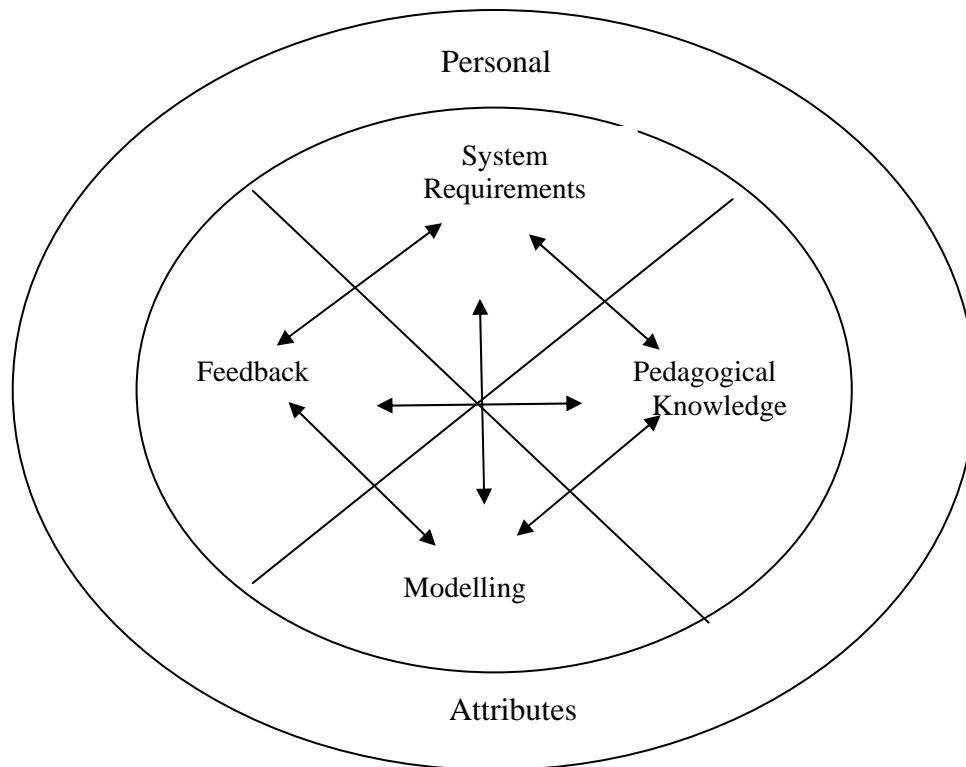 Personal
System
Requirements
Feedback
Pedagogical
Knowledge
Modelling
Attributes